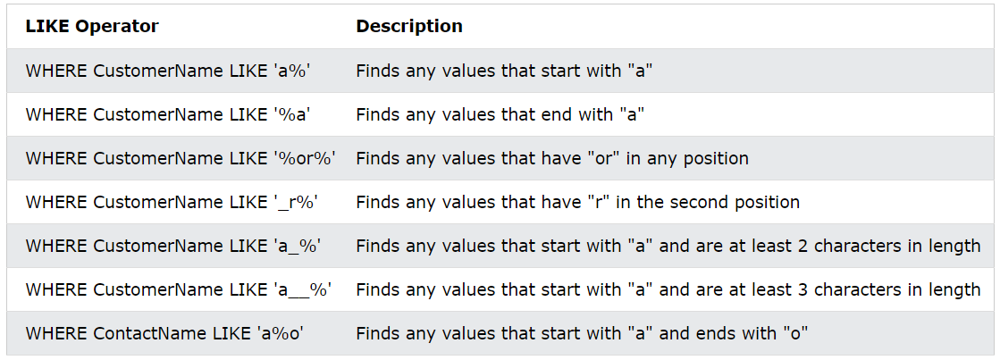 LIKE Operator Description
WHERE CustomerName LIKE 'a%' Finds any values that start with "a"
WHERE CustomerName LIKE '%a' Finds any values that end with "a"
WHERE CustomerName LIKE '%or%' Finds any values that have "or" in any position
WHERE CustomerName LIKE '_r%' Finds any values that have "r" in the second position
WHERE CustomerName LIKE 'a_%' Finds any values that start with "a" and are at least 2 characters in length
WHERE CustomerName LIKE 'a__%' Finds any values that start with "a" and are at least 3 characters in length
WHERE ContactName LIKE 'a%o' Finds any values that start with "a" and ends with "o"